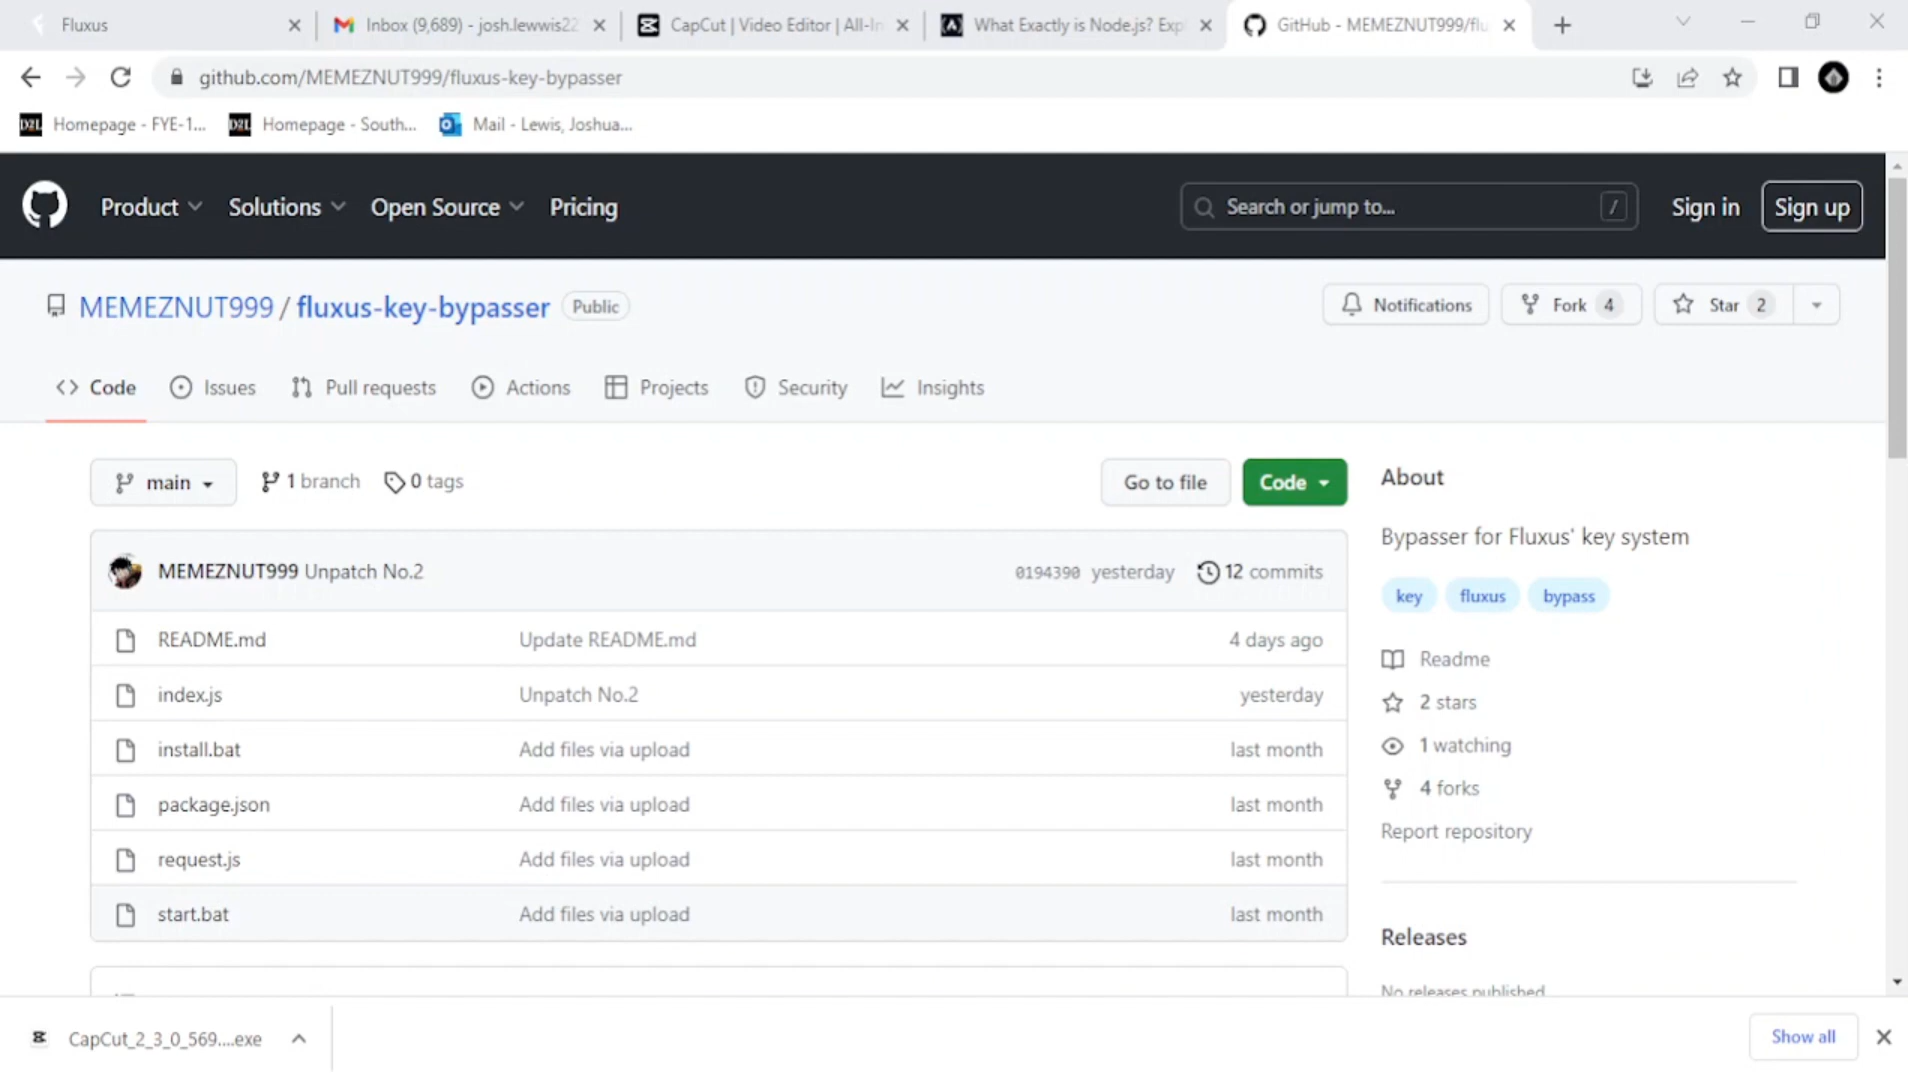 Fluxus
Inbox (9,689) - josh.lewwis22
CapCut | Video Editor | All-In
What Exactly is Node.js? Exp
GitHub - MEMEZNUT999/flu
github.com/MEMEZNUT999/fluxus-key-bypasser
D2L Homepage - FYE-1...
D2L Homepage - South...
Mail - Lewis, Joshua...
Product
Solutions
Open Source
Pricing
Search or jump to...
/
Sign in
Sign up
MEMEZNUT999 / fluxus-key-bypasser Public
Notifications
Fork 4
Star 2
Code
Issues
Pull requests
Actions
Projects
Security
Insights
main
1 branch
0 tags
Go to file
Code
MEMEZNUT999 Unpatch No.2 0194390 yesterday 12 commits
README.md Update README.md 4 days ago
index.js Unpatch No.2 yesterday
install.bat Add files via upload last month
package.json Add files via upload last month
request.js Add files via upload last month
start.bat Add files via upload last month
About
Bypasser for Fluxus' key system
key fluxus bypass
Readme
2 stars
1 watching
4 forks
Report repository
Releases
No releases published
CapCut_2_3_0_569....exe
Show all